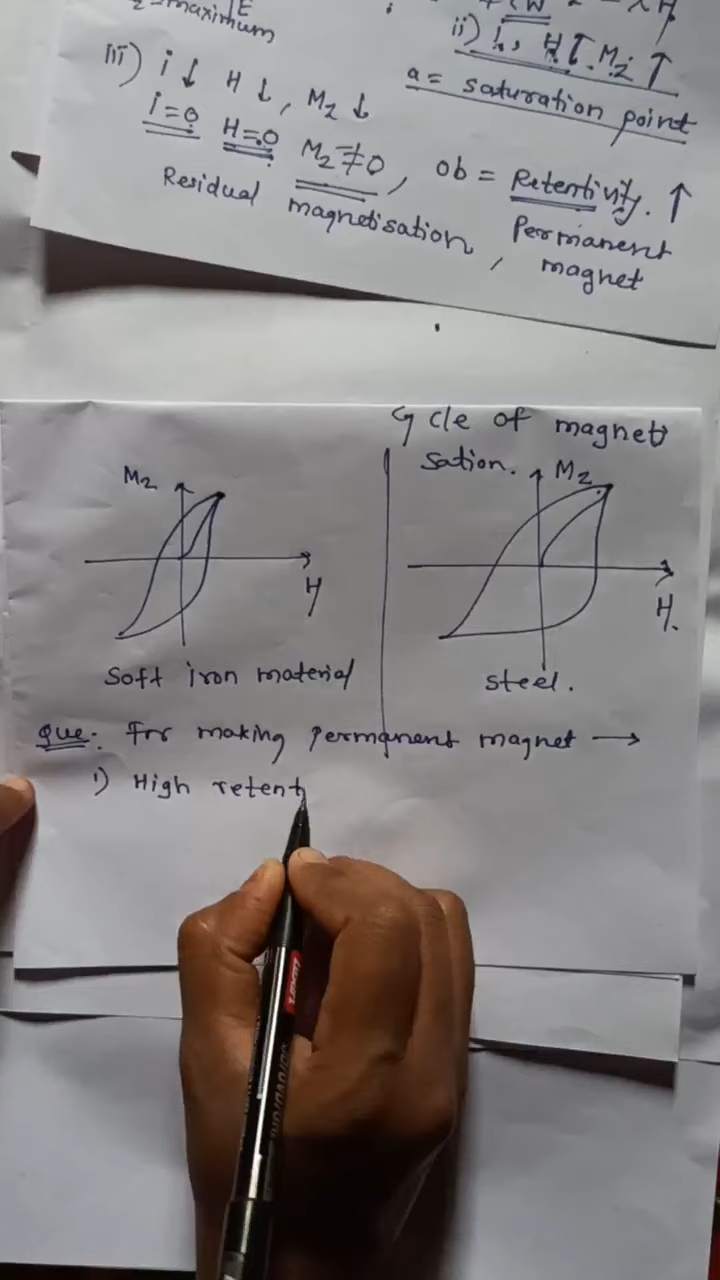 = maximum
ii) i, H↑, M₂ ↑
a = saturation point
iii) i↓ H↓, M₂↓
i=0 H=0 M₂≠0, ob = Retentivity. ↑
Residual magnetisation, Permanent
magnet
Cycle of magneti
sation.
M₂
H
Soft iron material
M₂
H.
steel.
Que: For making permanent magnet →
i) High retent